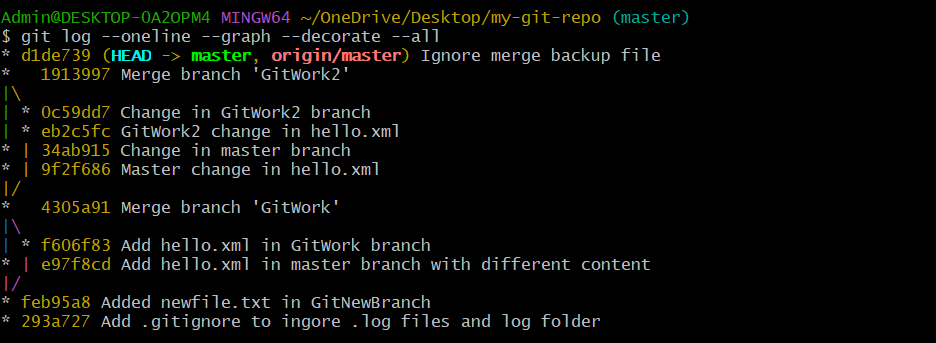 Admin@DESKTOP-0A2OPM4 MINGW64 ~/OneDrive/Desktop/my-git-repo (master)
$ git log --oneline --graph --decorate --all
* d1de739 (HEAD -> master, origin/master) Ignore merge backup file
*   1913997 Merge branch 'GitWork2'
|\
| * 0c59dd7 Change in GitWork2 branch
| * eb2c5fc GitWork2 change in hello.xml
* | 34ab915 Change in master branch
* | 9f2f686 Master change in hello.xml
|/
*   4305a91 Merge branch 'GitWork'
|\
| * f606f83 Add hello.xml in GitWork branch
* | e97f8cd Add hello.xml in master branch with different content
|/
* feb95a8 Added newfile.txt in GitNewBranch
* 293a727 Add .gitignore to ingore .log files and log folder